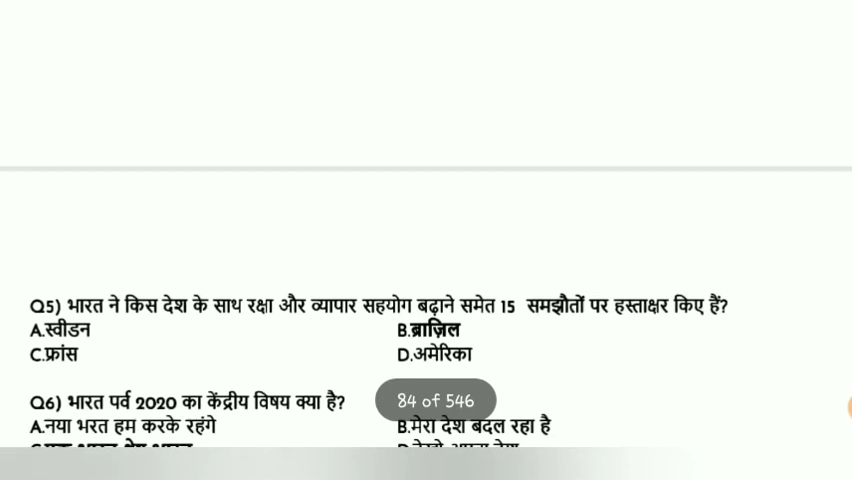 Q5) भारत ने किस देश के साथ रक्षा और व्यापार सहयोग बढ़ाने समेत 15 समझौतों पर हस्ताक्षर किए हैं?
A.स्वीडन B.ब्राज़िल
C.फ्रांस D.अमेरिका
Q6) भारत पर्व 2020 का केंद्रीय विषय क्या है?
84 of 546
A.नया भरत हम करके रहंगे B.मेरा देश बदल रहा है